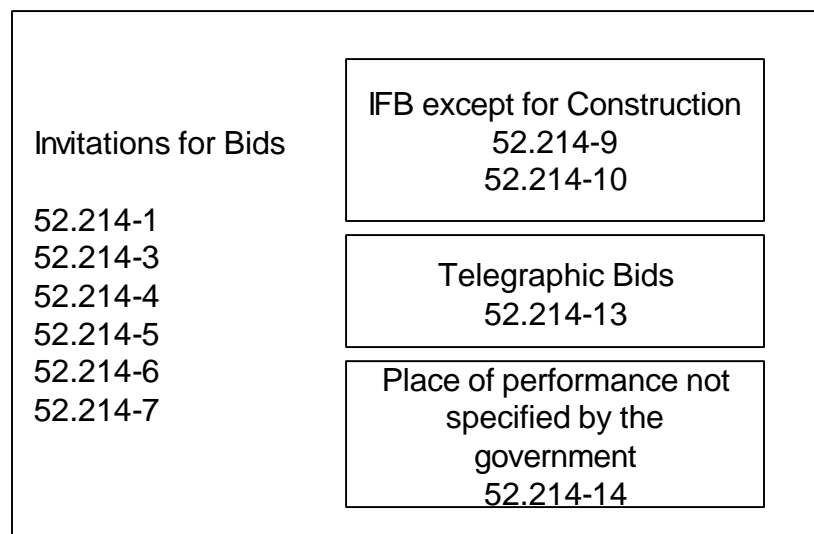 Invitations for Bids
52.214-1
52.214-3
52.214-4
52.214-5
52.214-6
52.214-7
IFB except for Construction
52.214-9
52.214-10
Telegraphic Bids
52.214-13
Place of performance not
specified by the
government
52.214-14